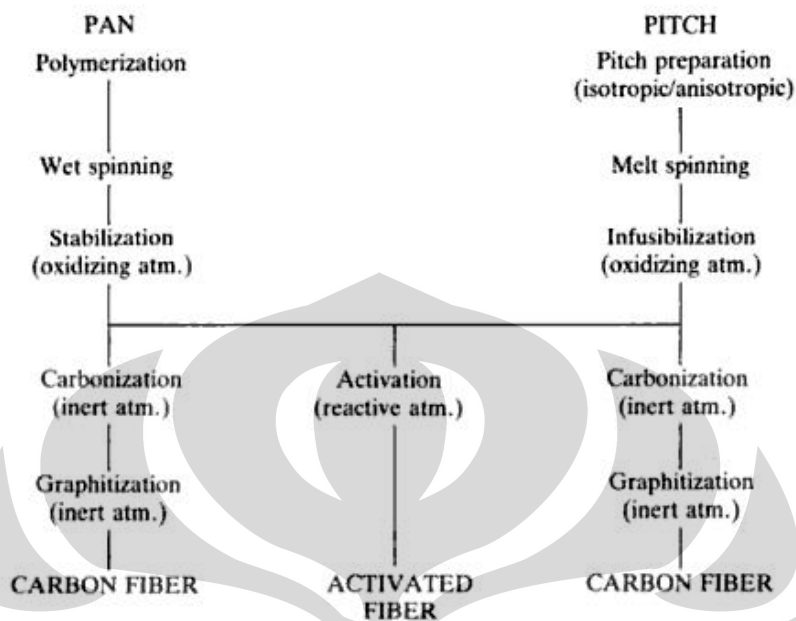 PAN
Polymerization
Wet spinning
Stabilization
(oxidizing atm.)
Carbonization
(inert atm.)
Graphitization
(inert atm.)
CARBON FIBER
Activation
(reactive atm.)
ACTIVATED
FIBER
PITCH
Pitch preparation
(isotropic/anisotropic)
Melt spinning
Infusibilization
(oxidizing atm.)
Carbonization
(inert atm.)
Graphitization
(inert atm.)
CARBON FIBER